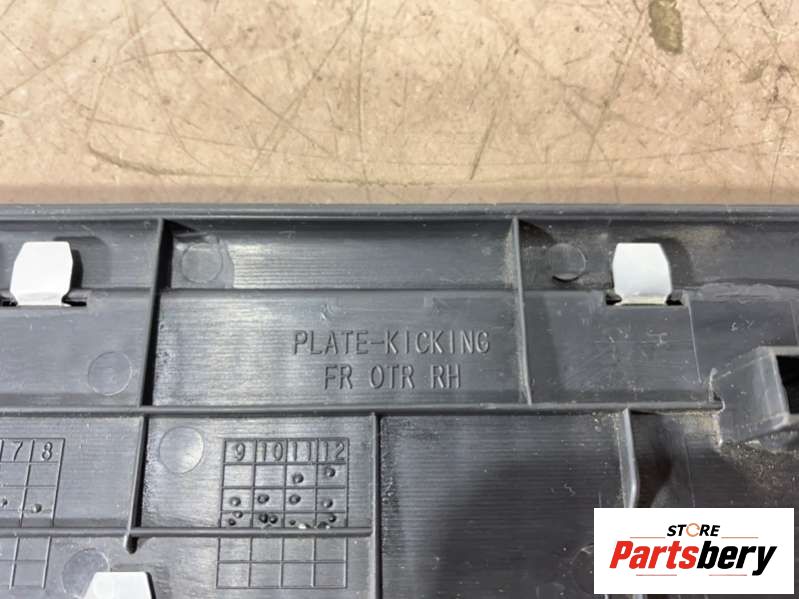 PLATE-KICKING
FR OTR RH
7 8
9 10 11 12
STORE
Partsbery